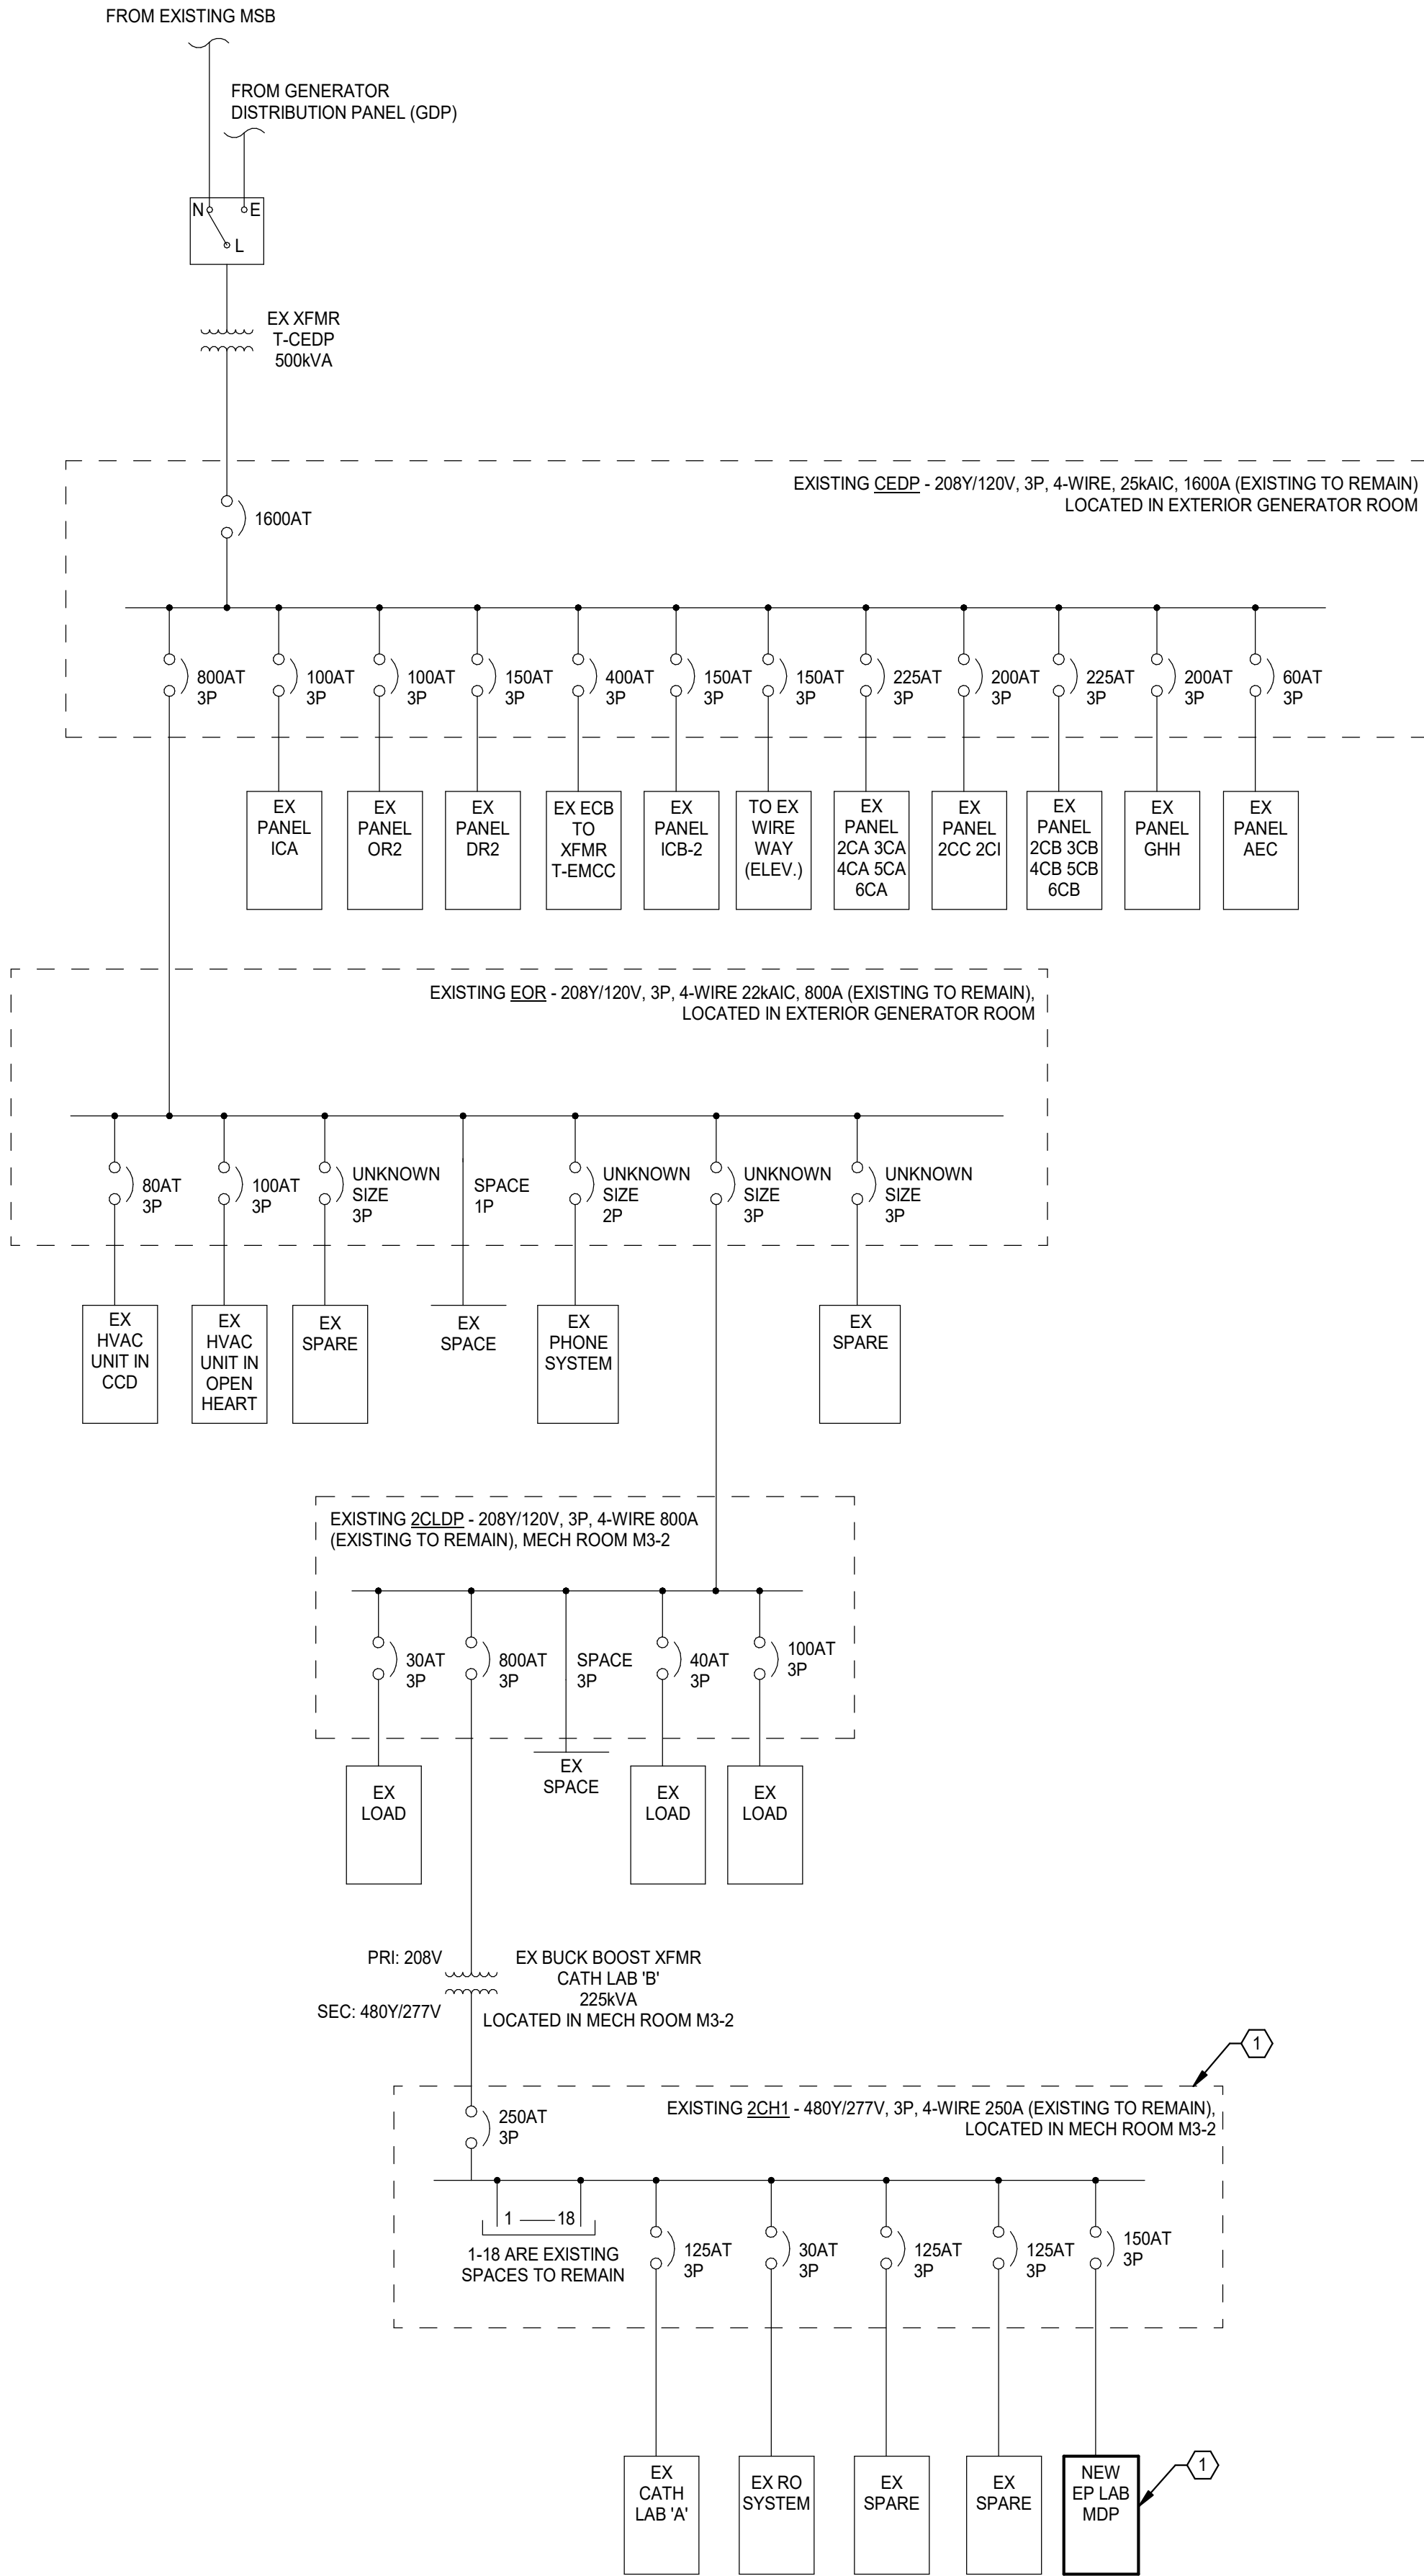 FROM EXISTING MSB
FROM GENERATOR
DISTRIBUTION PANEL (GDP)
N
E
L
EX XFMR
T-CEDP
500kVA
EXISTING CEDP - 208Y/120V, 3P, 4-WIRE, 25kAIC, 1600A (EXISTING TO REMAIN)
LOCATED IN EXTERIOR GENERATOR ROOM
1600AT
800AT
3P
100AT
3P
100AT
3P
150AT
3P
400AT
3P
150AT
3P
150AT
3P
225AT
3P
200AT
3P
225AT
3P
200AT
3P
60AT
3P
EX
PANEL
ICA
EX
PANEL
OR2
EX
PANEL
DR2
EX ECB
TO
XFMR
T-EMCC
EX
PANEL
ICB-2
TO EX
WIRE
WAY
(ELEV.)
EX
PANEL
2CA 3CA
4CA 5CA
6CA
EX
PANEL
2CC 2CI
EX
PANEL
2CB 3CB
4CB 5CB
6CB
EX
PANEL
GHH
EX
PANEL
AEC
EXISTING EOR - 208Y/120V, 3P, 4-WIRE 22kAIC, 800A (EXISTING TO REMAIN),
LOCATED IN EXTERIOR GENERATOR ROOM
80AT
3P
100AT
3P
UNKNOWN
SIZE
3P
SPACE
1P
UNKNOWN
SIZE
2P
UNKNOWN
SIZE
3P
UNKNOWN
SIZE
3P
EX
HVAC
UNIT IN
CCD
EX
HVAC
UNIT IN
OPEN
HEART
EX
SPARE
EX
SPACE
EX
PHONE
SYSTEM
EX
SPARE
EXISTING 2CLDP - 208Y/120V, 3P, 4-WIRE 800A
(EXISTING TO REMAIN), MECH ROOM M3-2
30AT
3P
800AT
3P
SPACE
3P
40AT
3P
100AT
3P
EX
LOAD
EX
SPACE
EX
LOAD
EX
LOAD
PRI: 208V
SEC: 480Y/277V
EX BUCK BOOST XFMR
CATH LAB 'B'
225kVA
LOCATED IN MECH ROOM M3-2
1
EXISTING 2CH1 - 480Y/277V, 3P, 4-WIRE 250A (EXISTING TO REMAIN),
LOCATED IN MECH ROOM M3-2
250AT
3P
1 — 18
1-18 ARE EXISTING
SPACES TO REMAIN
125AT
3P
30AT
3P
125AT
3P
125AT
3P
150AT
3P
EX
CATH
LAB 'A'
EX RO
SYSTEM
EX
SPARE
EX
SPARE
NEW
EP LAB
MDP
1